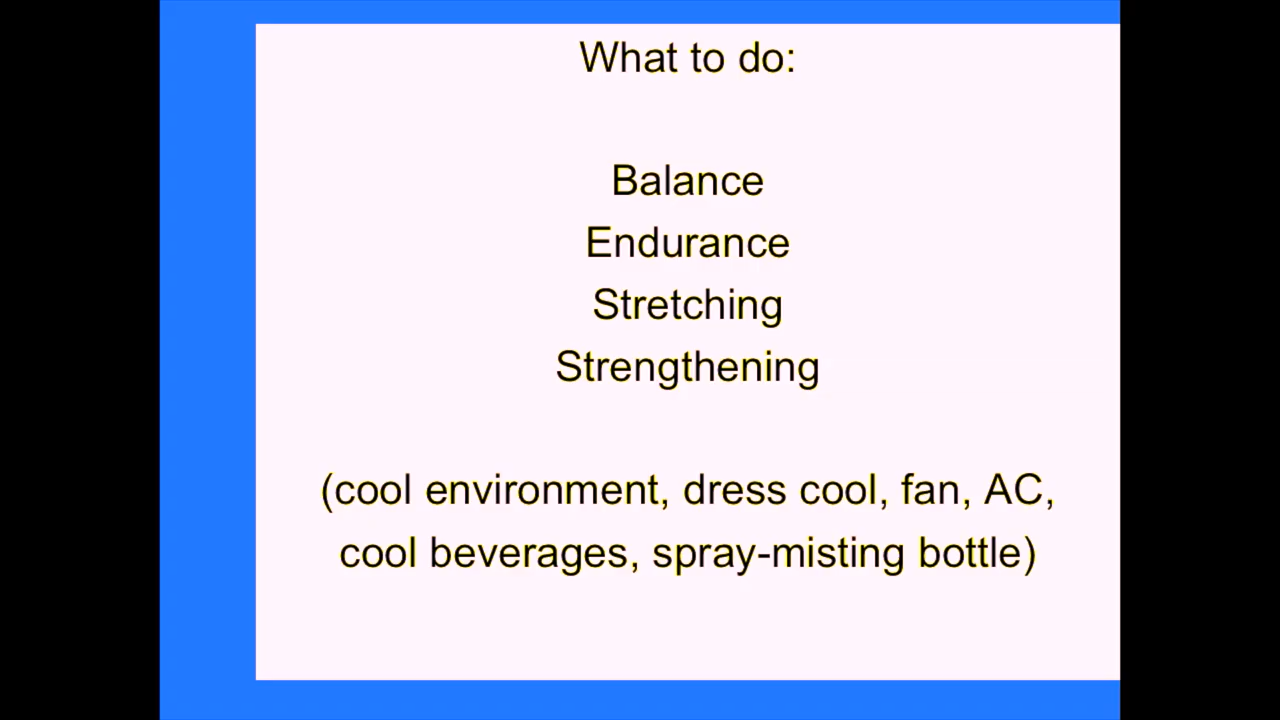 What to do:
Balance
Endurance
Stretching
Strengthening
(cool environment, dress cool, fan, AC,
cool beverages, spray-misting bottle)